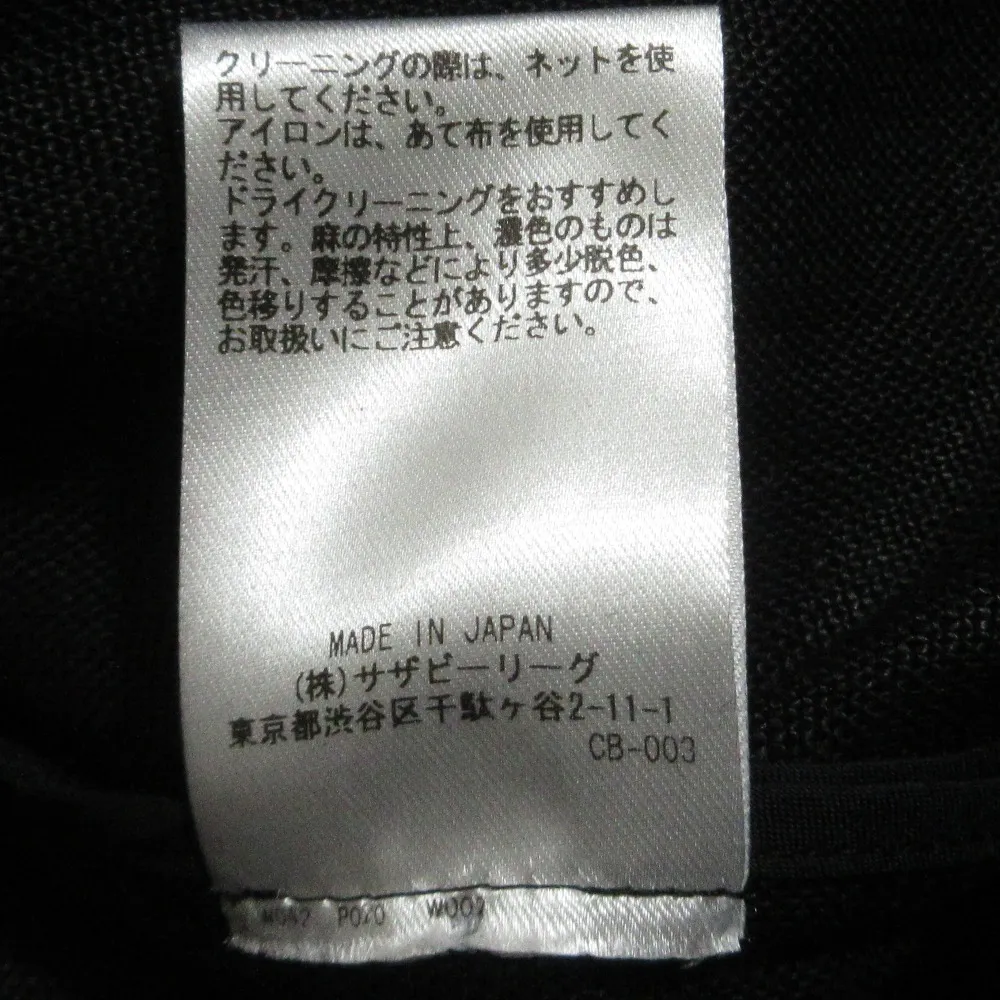 クリーニングの際は、ネットを使
用してください。
アイロンは、あて布を使用してく
ださい。
ドライクリーニングをおすすめし
ます。麻の特性上、濃色のものは
発汗、摩擦などにより多少脱色、
色移りすることがありますので、
お取扱いにご注意ください。
MADE IN JAPAN
(株)サザビーリーグ
東京都渋谷区千駄ヶ谷2-11-1
CB-003